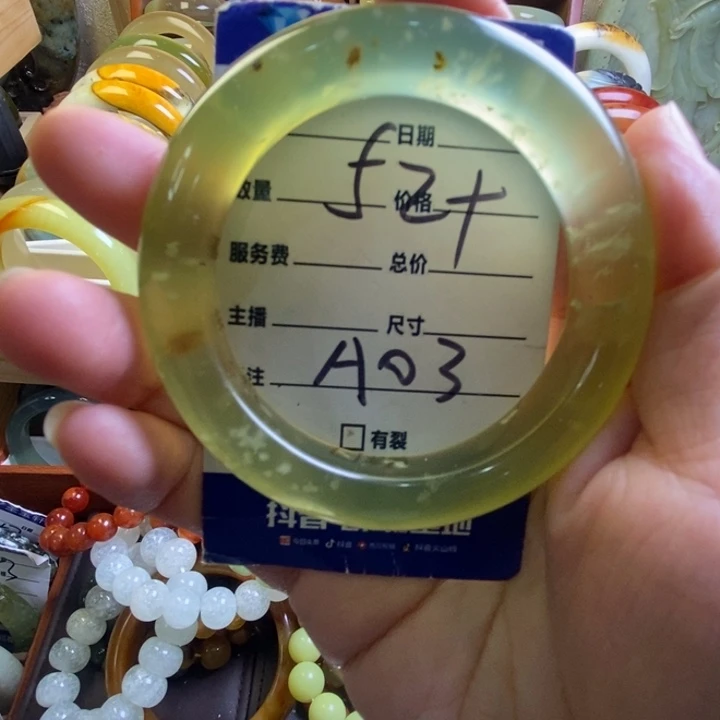 日期
数量 价格
f2+
服务费 总价
主播 尺寸
注 A03
有裂
抖音